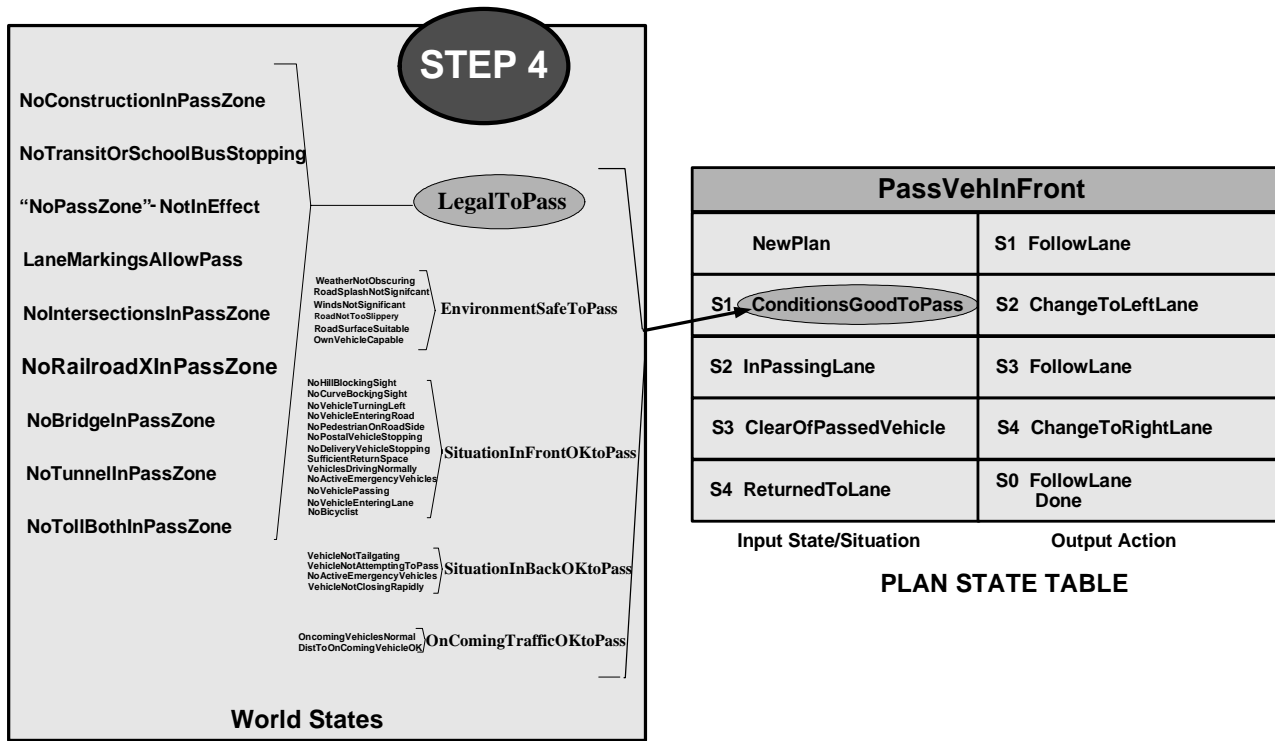 STEP 4
NoConstructionInPassZone
NoTransitOrSchoolBusStopping
“NoPassZone”- NotInEffect
LaneMarkingsAllowPass
NoIntersectionsInPassZone
NoRailroadXInPassZone
NoBridgeInPassZone
NoTunnelInPassZone
NoTollBothInPassZone
LegalToPass
WeatherNotObscuring
RoadSplashNotSignifcant
WindsNotSignificant
RoadNotTooSlippery
RoadSurfaceSuitable
OwnVehicleCapable
EnvironmentSafeToPass
NoHillBlockingSight
NoCurveBockingSight
NoVehicleTurningLeft
NoVehicleEnteringRoad
NoPedestrianOnRoadSide
NoPostalVehicleStopping
NoDeliveryVehicleStopping
SufficientReturnSpace
VehiclesDrivingNormally
NoActiveEmergencyVehicles
NoVehiclePassing
NoVehicleEnteringLane
NoBicyclist
SituationInFrontOKtoPass
VehicleNotTailgating
VehicleNotAttemptingToPass
NoActiveEmergencyVehicles
VehicleNotClosingRapidly
SituationInBackOKtoPass
OncomingVehiclesNormal
DistToOnComingVehicleOK
OnComingTrafficOKtoPass
World States
PassVehInFront
NewPlan
S1 FollowLane
S1 ConditionsGoodToPass
S2 ChangeToLeftLane
S2 InPassingLane
S3 FollowLane
S3 ClearOfPassedVehicle
S4 ChangeToRightLane
S4 ReturnedToLane
S0 FollowLane
Done
Input State/Situation
Output Action
PLAN STATE TABLE